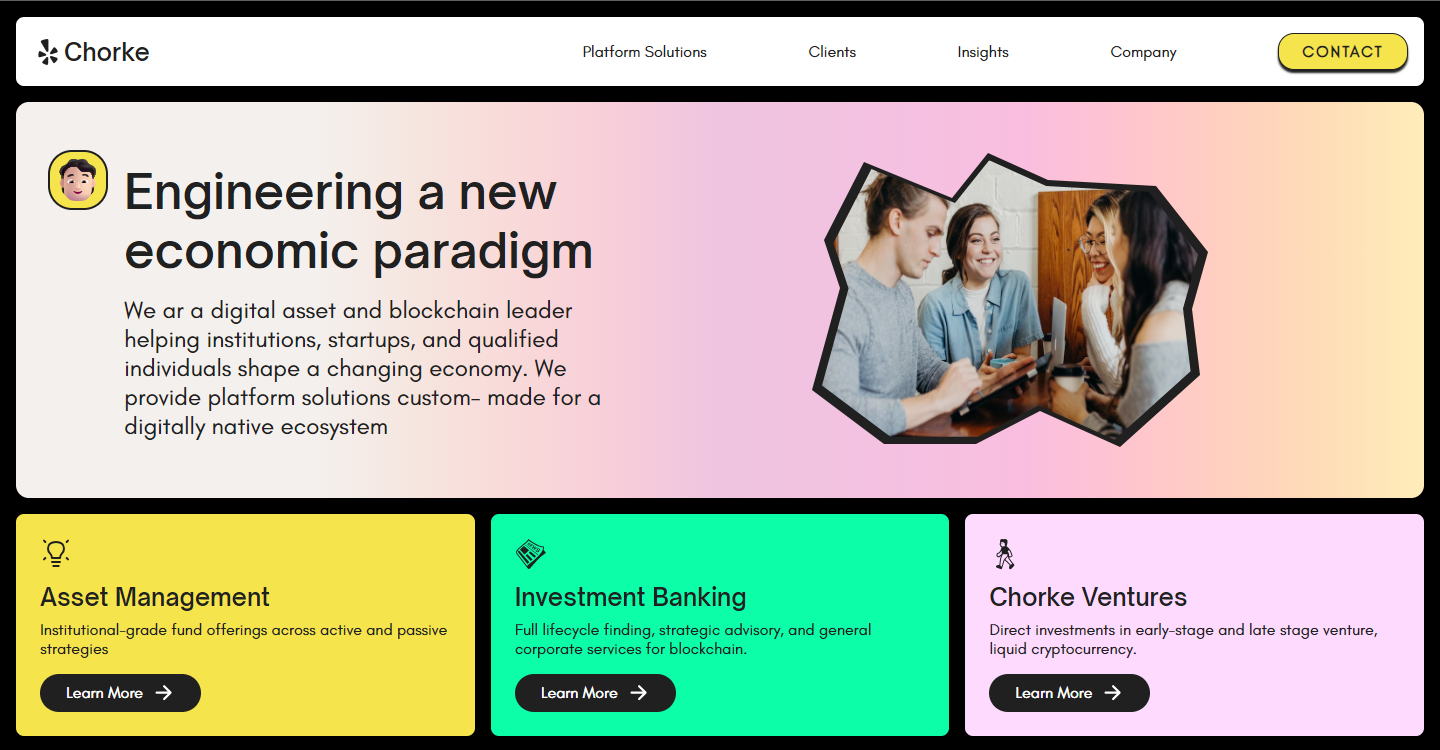 Chorke
Platform Solutions
Clients
Insights
Company
CONTACT
Engineering a new
economic paradigm
We ar a digital asset and blockchain leader
helping institutions, startups, and qualified
individuals shape a changing economy. We
provide platform solutions custom- made for a
digitally native ecosystem
Asset Management
Institutional-grade fund offerings across active and passive
strategies
Learn More
Investment Banking
Full lifecycle finding, strategic advisory, and general
corporate services for blockchain.
Learn More
Chorke Ventures
Direct investments in early-stage and late stage venture,
liquid cryptocurrency.
Learn More